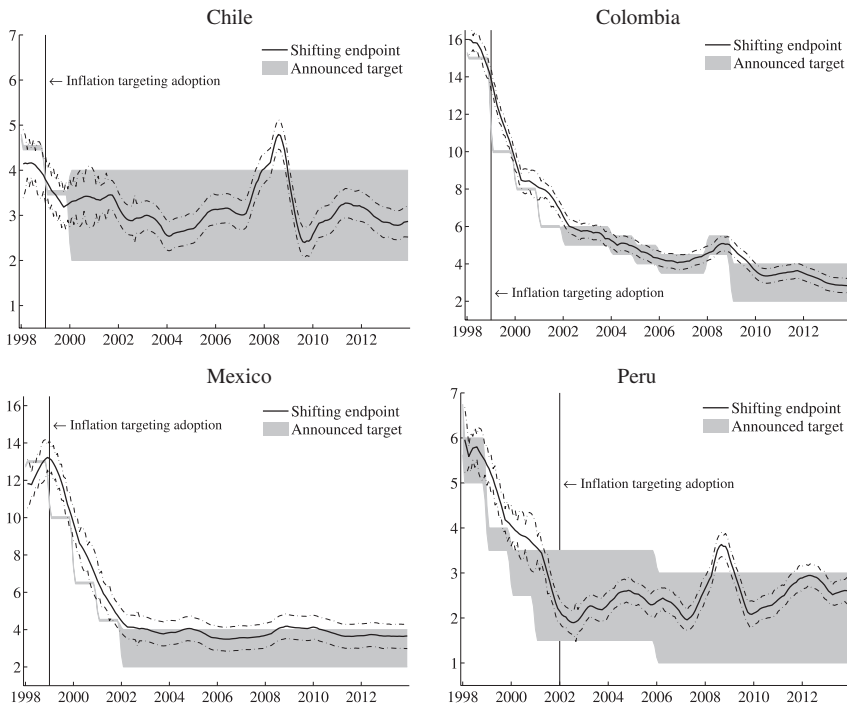 Chile
7
6
5
4
3
2
1
Shifting endpoint
Announced target
← Inflation targeting adoption
1998 2000 2002 2004 2006 2008 2010 2012
Colombia
16
14
12
10
8
6
4
2
Shifting endpoint
Announced target
← Inflation targeting adoption
1998 2000 2002 2004 2006 2008 2010 2012
Mexico
16
14
12
10
8
6
4
2
Shifting endpoint
Announced target
← Inflation targeting adoption
1998 2000 2002 2004 2006 2008 2010 2012
Peru
7
6
5
4
3
2
1
Shifting endpoint
Announced target
← Inflation targeting adoption
1998 2000 2002 2004 2006 2008 2010 2012